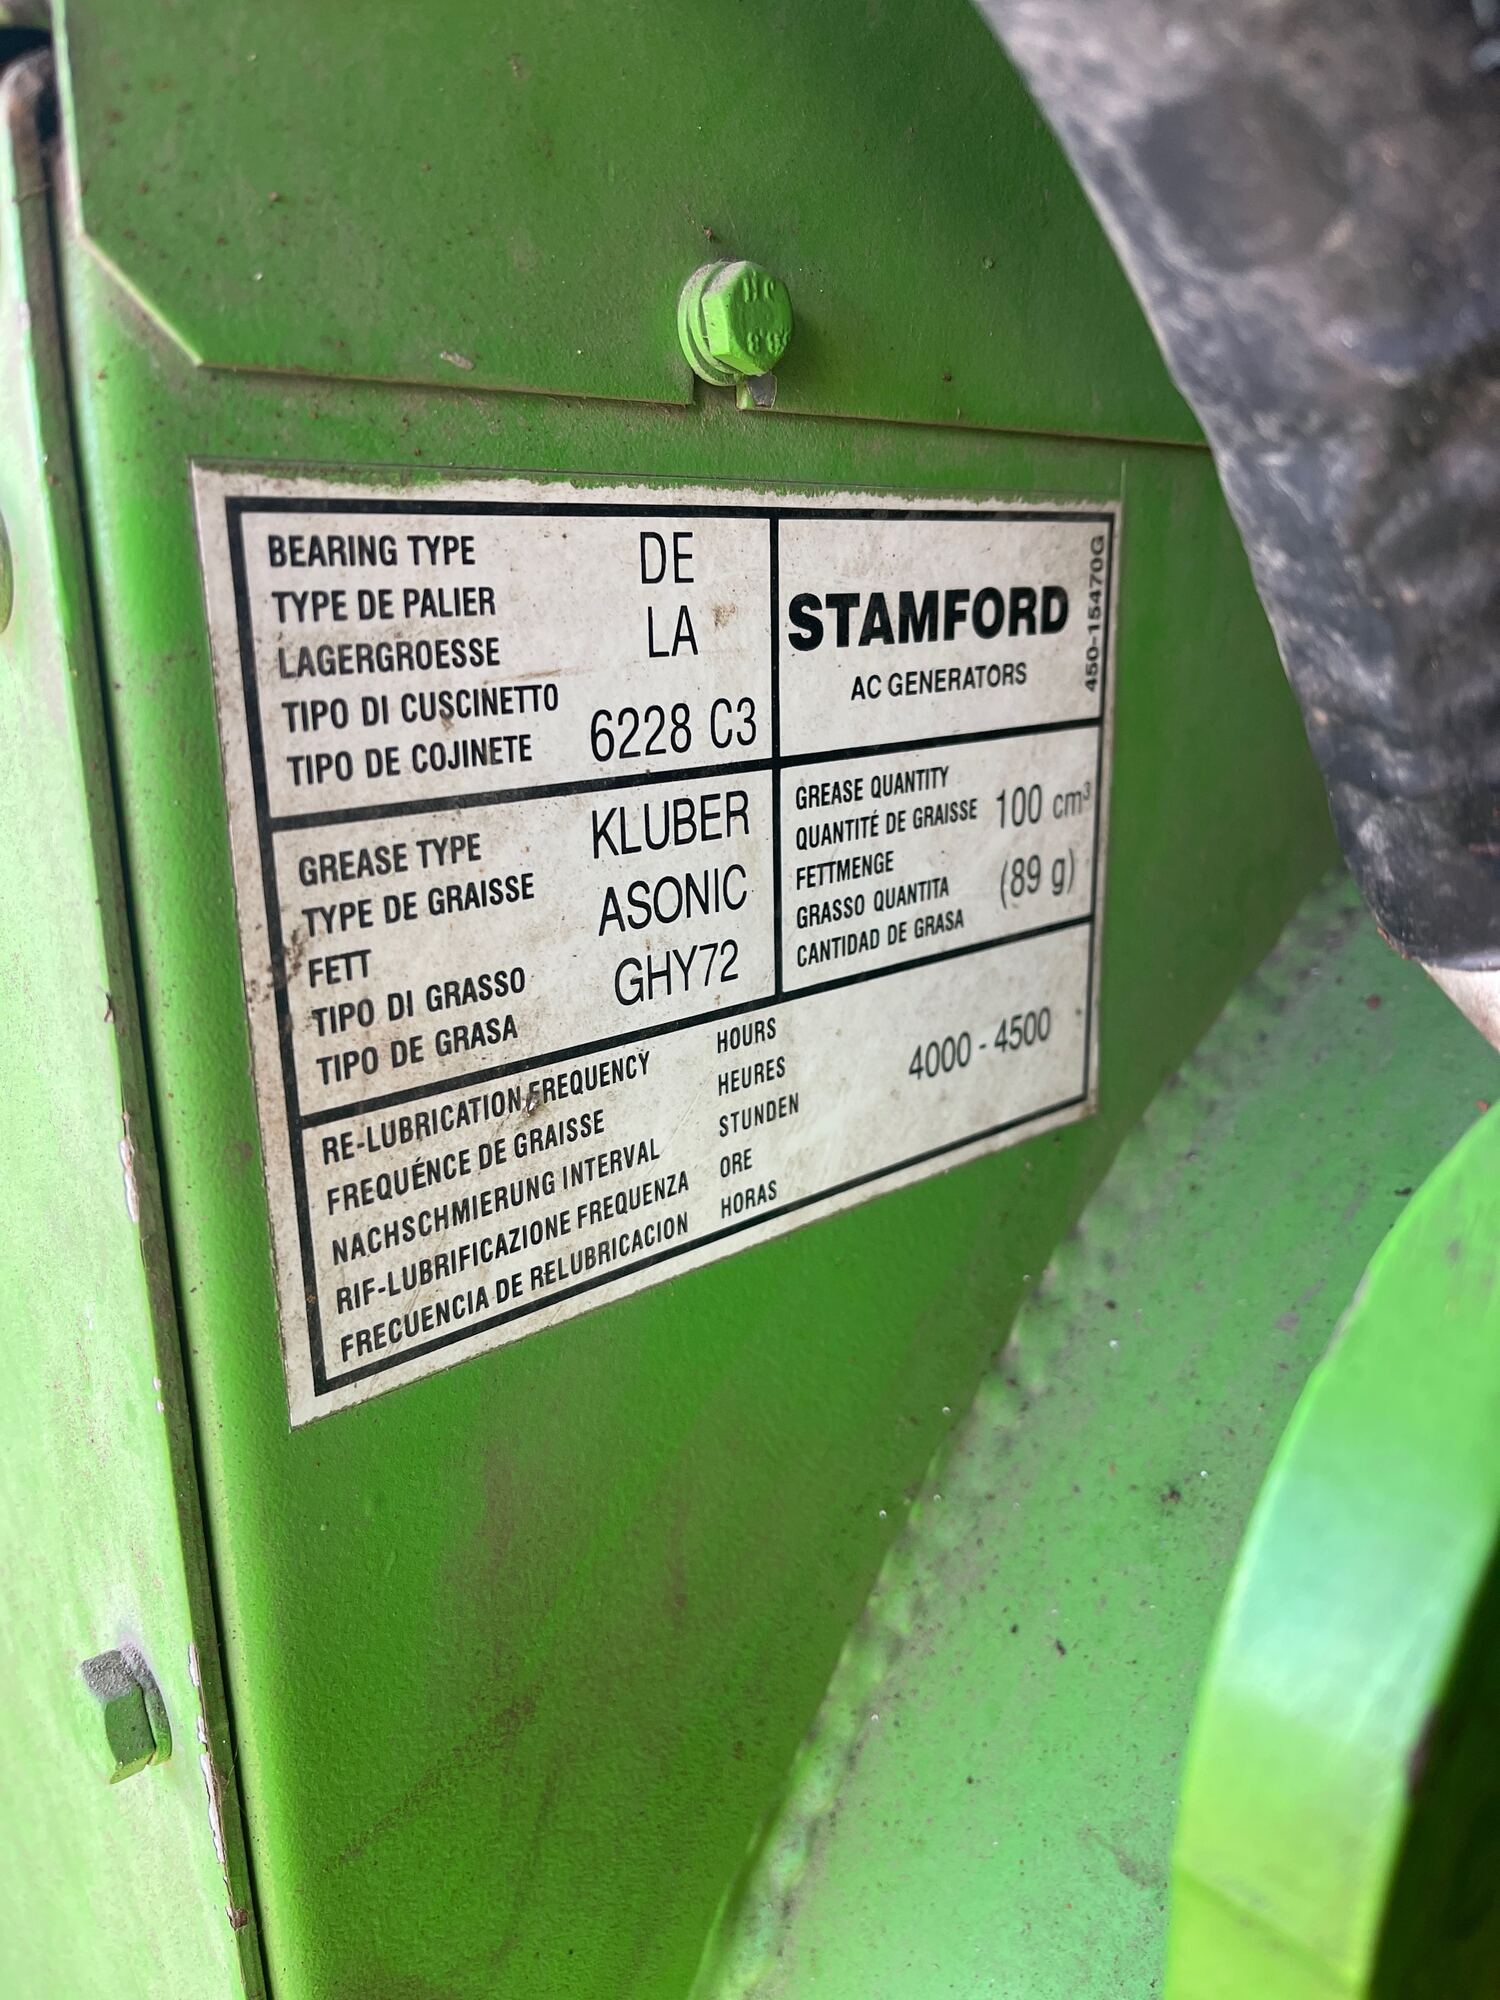 HC
8.8
BEARING TYPE
TYPE DE PALIER
LAGERGROESSE
TIPO DI CUSCINETTO
TIPO DE COJINETE
DE
LA
6228 C3
STAMFORD
AC GENERATORS
450-15470G
GREASE TYPE
TYPE DE GRAISSE
FETT
TIPO DI GRASSO
TIPO DE GRASA
KLUBER
ASONIC
GHY72
GREASE QUANTITY
QUANTITÉ DE GRAISSE
FETTMENGE
GRASSO QUANTITA
CANTIDAD DE GRASA
100 cm³
(89 g)
RE-LUBRICATION FREQUENCY HOURS
FREQUÉNCE DE GRAISSE HEURES
NACHSCHMIERUNG INTERVAL STUNDEN
RIF-LUBRIFICAZIONE FREQUENZA ORE
FRECUENCIA DE RELUBRICACION HORAS
4000 - 4500